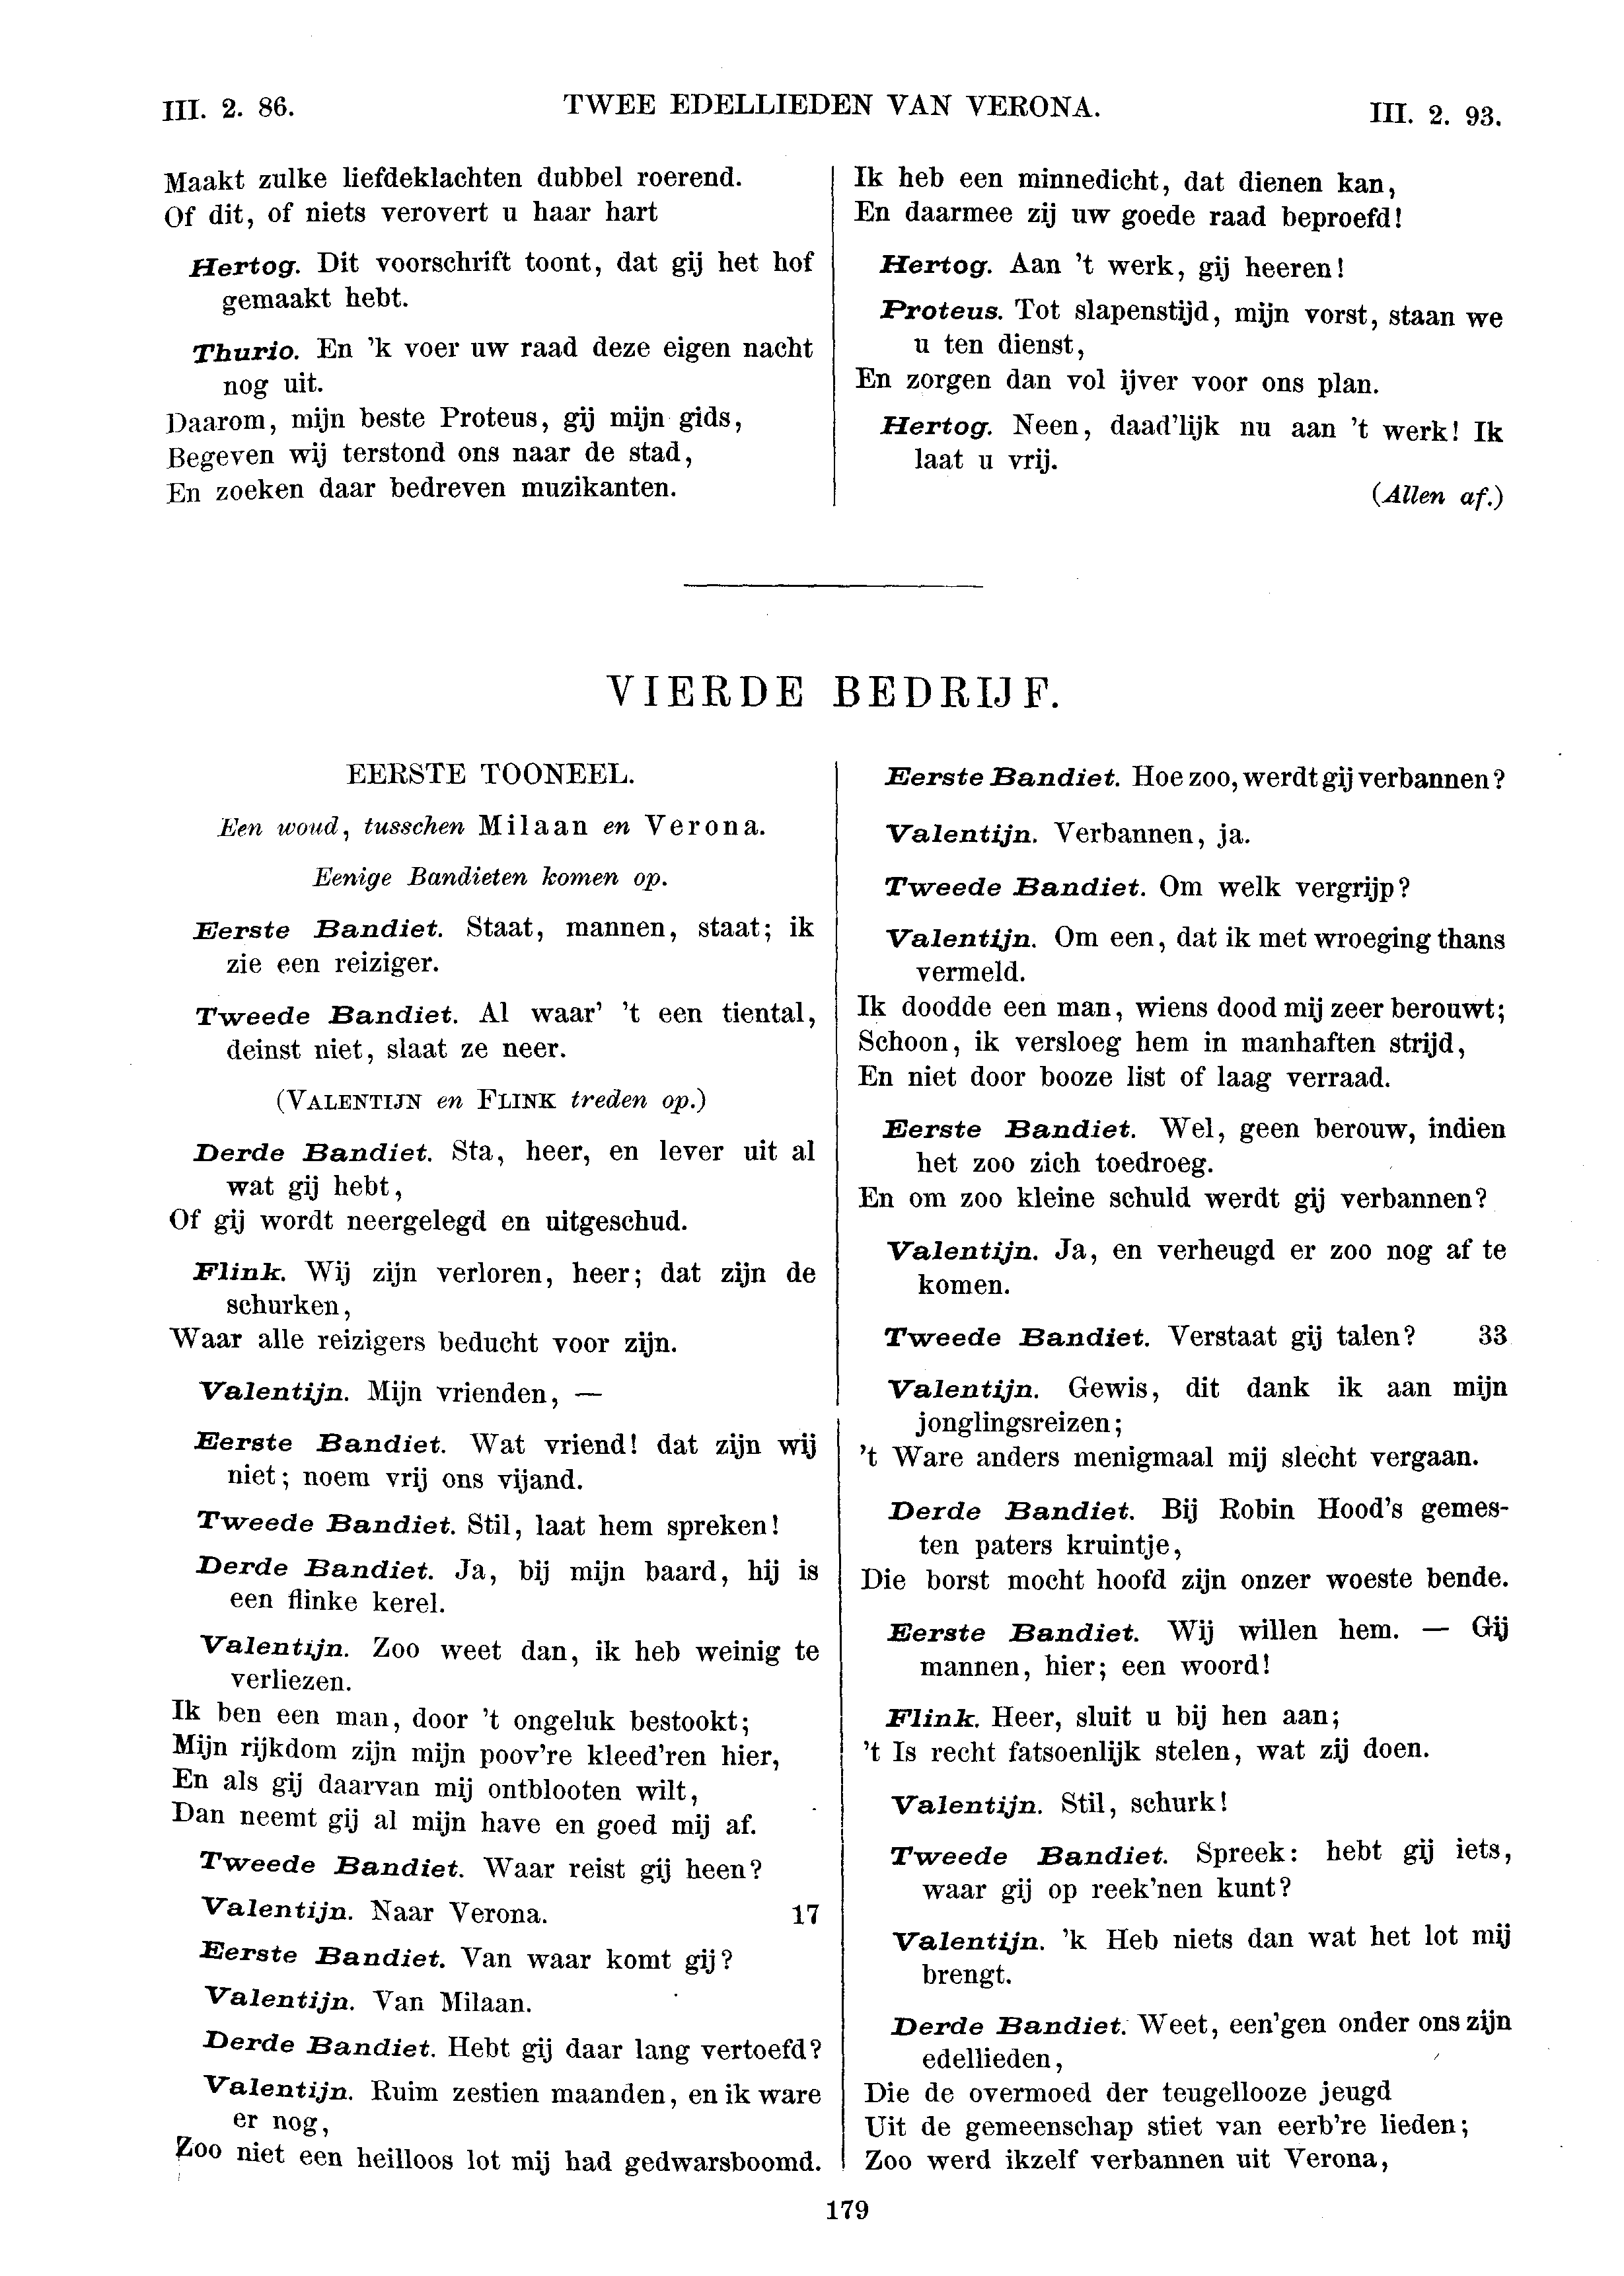 III. 2. 86. TWEE EDELLIEDEN VAN VERONA. III. 2. 93.
Maakt zulke liefdeklachten dubbel roerend.
Of dit, of niets verovert u haar hart
Hertog. Dit voorschrift toont, dat gij het hof
gemaakt hebt.
Thurio. En 'k voer uw raad deze eigen nacht
nog uit.
Daarom, mijn beste Proteus, gij mijn gids,
Begeven wij terstond ons naar de stad,
En zoeken daar bedreven muzikanten.
Ik heb een minnedicht, dat dienen kan,
En daarmee zij uw goede raad beproefd!
Hertog. Aan 't werk, gij heeren!
Proteus. Tot slapenstijd, mijn vorst, staan we
u ten dienst,
En zorgen dan vol ijver voor ons plan.
Hertog. Neen, daad'lijk nu aan 't werk! Ik
laat u vrij.
(Allen af.)
VIERDE BEDRIJF.
EERSTE TOONEEL.
Een woud, tusschen Milaan en Verona.
Eenige Bandieten komen op.
Eerste Bandiet. Staat, mannen, staat; ik
zie een reiziger.
Tweede Bandiet. Al waar' 't een tiental,
deinst niet, slaat ze neer.
(VALENTIJN en FLINK treden op.)
Derde Bandiet. Sta, heer, en lever uit al
wat gij hebt,
Of gij wordt neergelegd en uitgeschud.
Flink. Wij zijn verloren, heer; dat zijn de
schurken,
Waar alle reizigers beducht voor zijn.
Valentijn. Mijn vrienden, —
Eerste Bandiet. Wat vriend! dat zijn wij
niet; noem vrij ons vijand.
Tweede Bandiet. Stil, laat hem spreken!
Derde Bandiet. Ja, bij mijn baard, hij is
een flinke kerel.
Valentijn. Zoo weet dan, ik heb weinig te
verliezen.
Ik ben een man, door 't ongeluk bestookt;
Mijn rijkdom zijn mijn poov're kleed'ren hier,
En als gij daarvan mij ontblooten wilt,
Dan neemt gij al mijn have en goed mij af.
Tweede Bandiet. Waar reist gij heen?
Valentijn. Naar Verona. 17
Eerste Bandiet. Van waar komt gij?
Valentijn. Van Milaan.
Derde Bandiet. Hebt gij daar lang vertoefd?
Valentijn. Ruim zestien maanden, en ik ware
er nog,
Zoo niet een heilloos lot mij had gedwarsboomd.
Eerste Bandiet. Hoe zoo, werdt gij verbannen?
Valentijn. Verbannen, ja.
Tweede Bandiet. Om welk vergrijp?
Valentijn. Om een, dat ik met wroeging thans
vermeld.
Ik doodde een man, wiens dood mij zeer berouwt;
Schoon, ik versloeg hem in manhaften strijd,
En niet door booze list of laag verraad.
Eerste Bandiet. Wel, geen berouw, indien
het zoo zich toedroeg.
En om zoo kleine schuld werdt gij verbannen?
Valentijn. Ja, en verheugd er zoo nog af te
komen.
Tweede Bandiet. Verstaat gij talen? 33
Valentijn. Gewis, dit dank ik aan mijn
jonglingsreizen;
't Ware anders menigmaal mij slecht vergaan.
Derde Bandiet. Bij Robin Hood's gemes-
ten paters kruintje,
Die borst mocht hoofd zijn onzer woeste bende.
Eerste Bandiet. Wij willen hem. — Gij
mannen, hier; een woord!
Flink. Heer, sluit u bij hen aan;
't Is recht fatsoenlijk stelen, wat zij doen.
Valentijn. Stil, schurk!
Tweede Bandiet. Spreek: hebt gij iets,
waar gij op reek'nen kunt?
Valentijn. 'k Heb niets dan wat het lot mij
brengt.
Derde Bandiet. Weet, een'gen onder ons zijn
edellieden,
Die de overmoed der teugellooze jeugd
Uit de gemeenschap stiet van eerb're lieden;
Zoo werd ikzelf verbannen uit Verona,
179